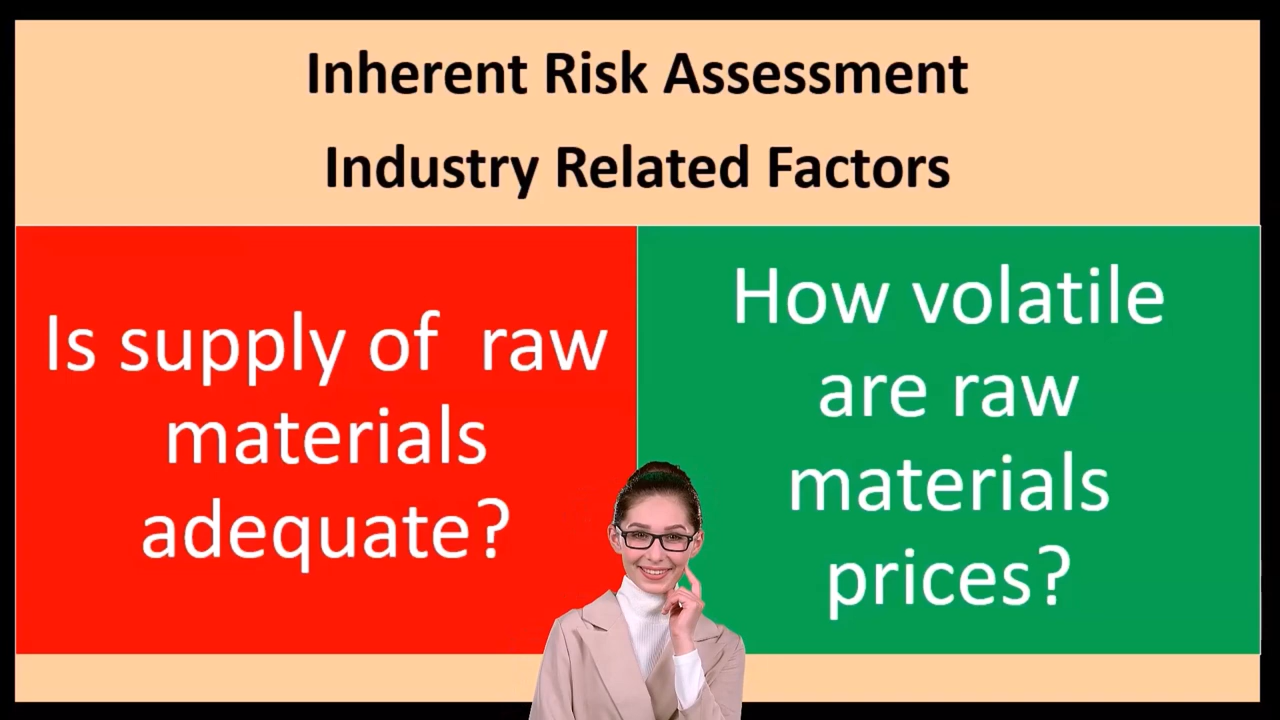 Inherent Risk Assessment
Industry Related Factors
Is supply of  raw
materials
adequate?
How volatile
are raw
materials
prices?